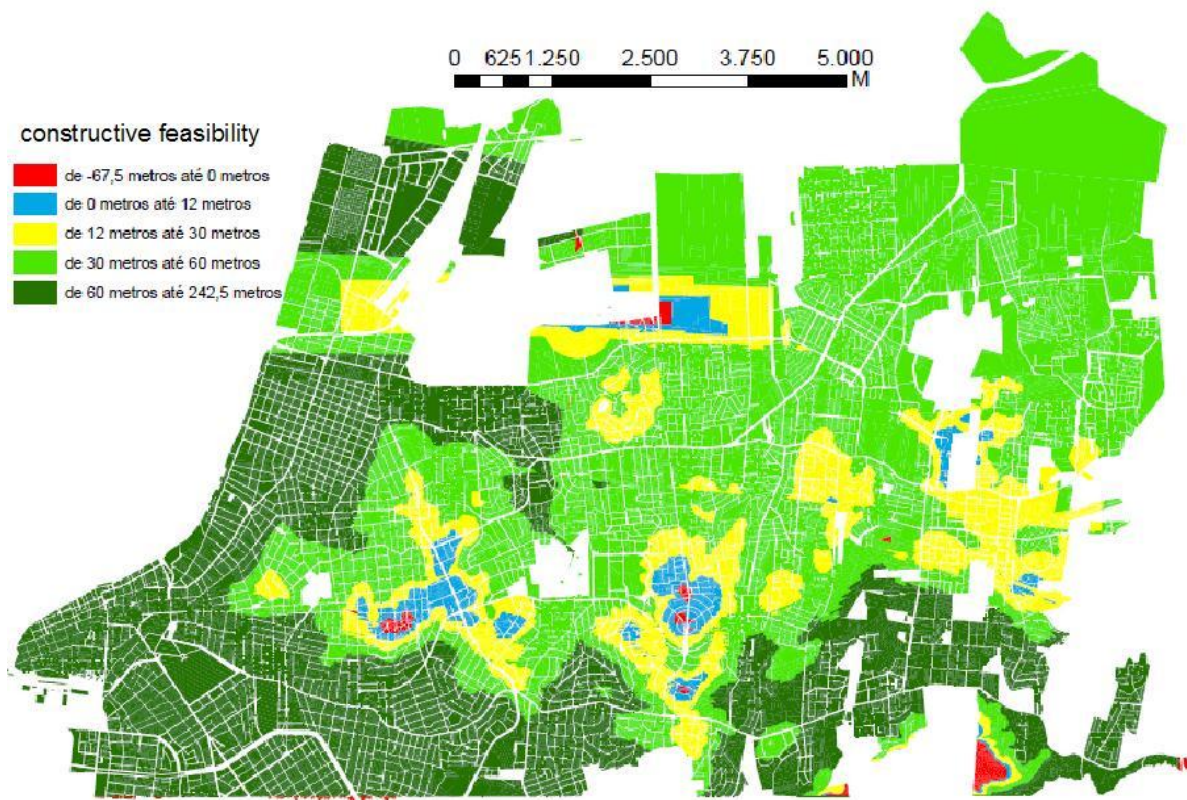 0 625 1.250 2.500 3.750 5.000
M
constructive feasibility
de -67,5 metros até 0 metros
de 0 metros até 12 metros
de 12 metros até 30 metros
de 30 metros até 60 metros
de 60 metros até 242,5 metros